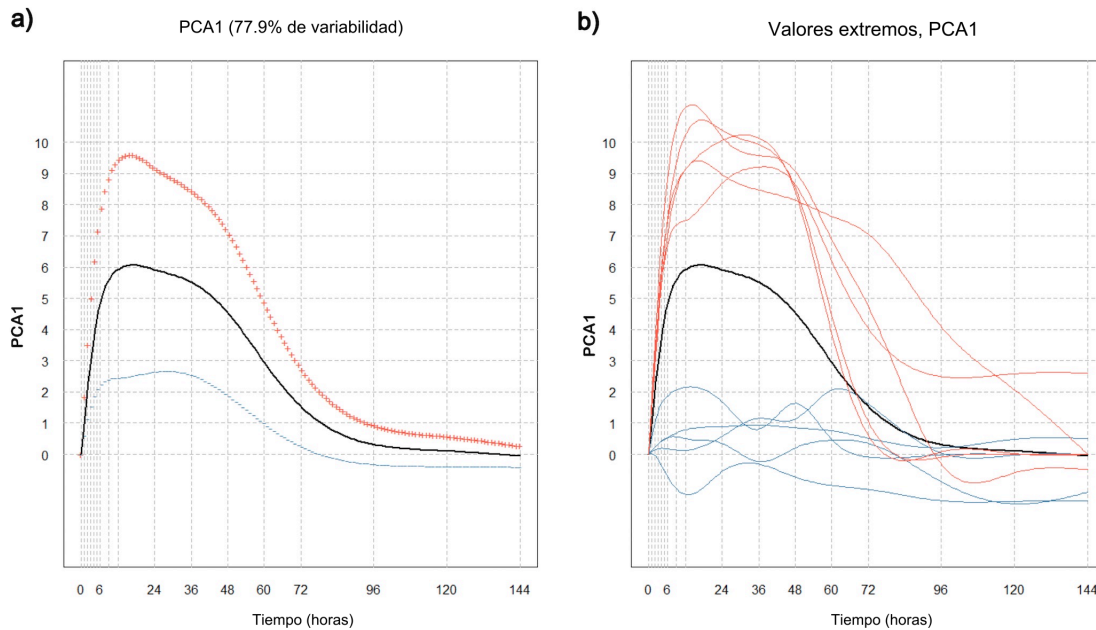 a)
PCA1 (77.9% de variabilidad)
PCA1
10
9
8
7
6
5
4
3
2
1
0
0 6 24 36 48 60 72 96 120 144
Tiempo (horas)
b)
Valores extremos, PCA1
PCA1
10
9
8
7
6
5
4
3
2
1
0
0 6 24 36 48 60 72 96 120 144
Tiempo (horas)